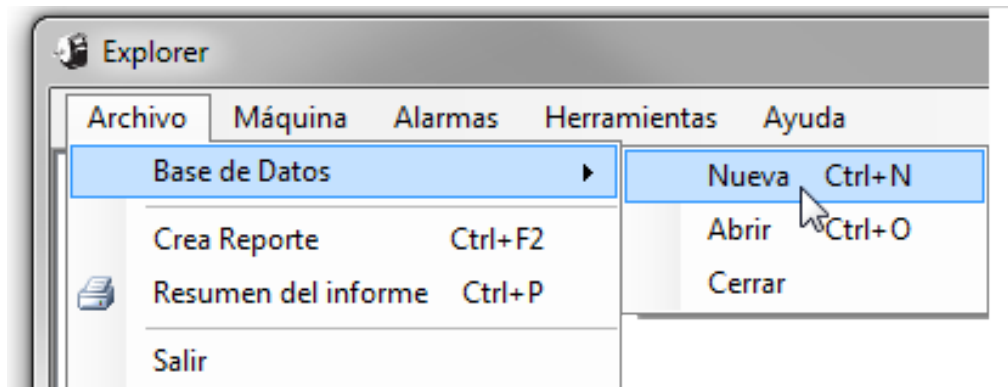 Explorer
Archivo Máquina Alarmas Herramientas Ayuda
Base de Datos
Nueva Ctrl+N
Crea Reporte Ctrl+F2
Abrir Ctrl+O
Resumen del informe Ctrl+P
Cerrar
Salir